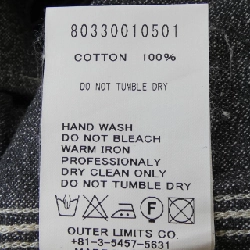 80330010501
COTTON 100%
DO NOT TUMBLE DRY
HAND WASH
DO NOT BLEACH
WARM IRON
PROFESSIONALY
DRY CLEAN ONLY
DO NOT TUMBLE DRY
F
OUTER LIMITS CO.
+81-3-5457-5831